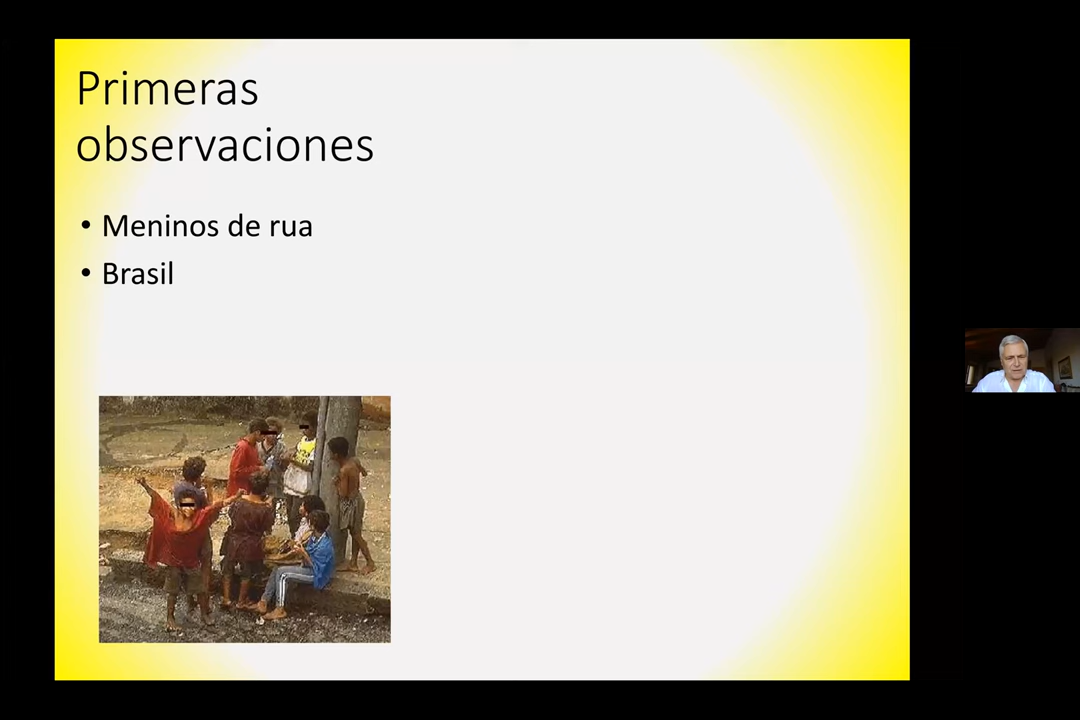 Primeras
observaciones
• Meninos de rua
• Brasil